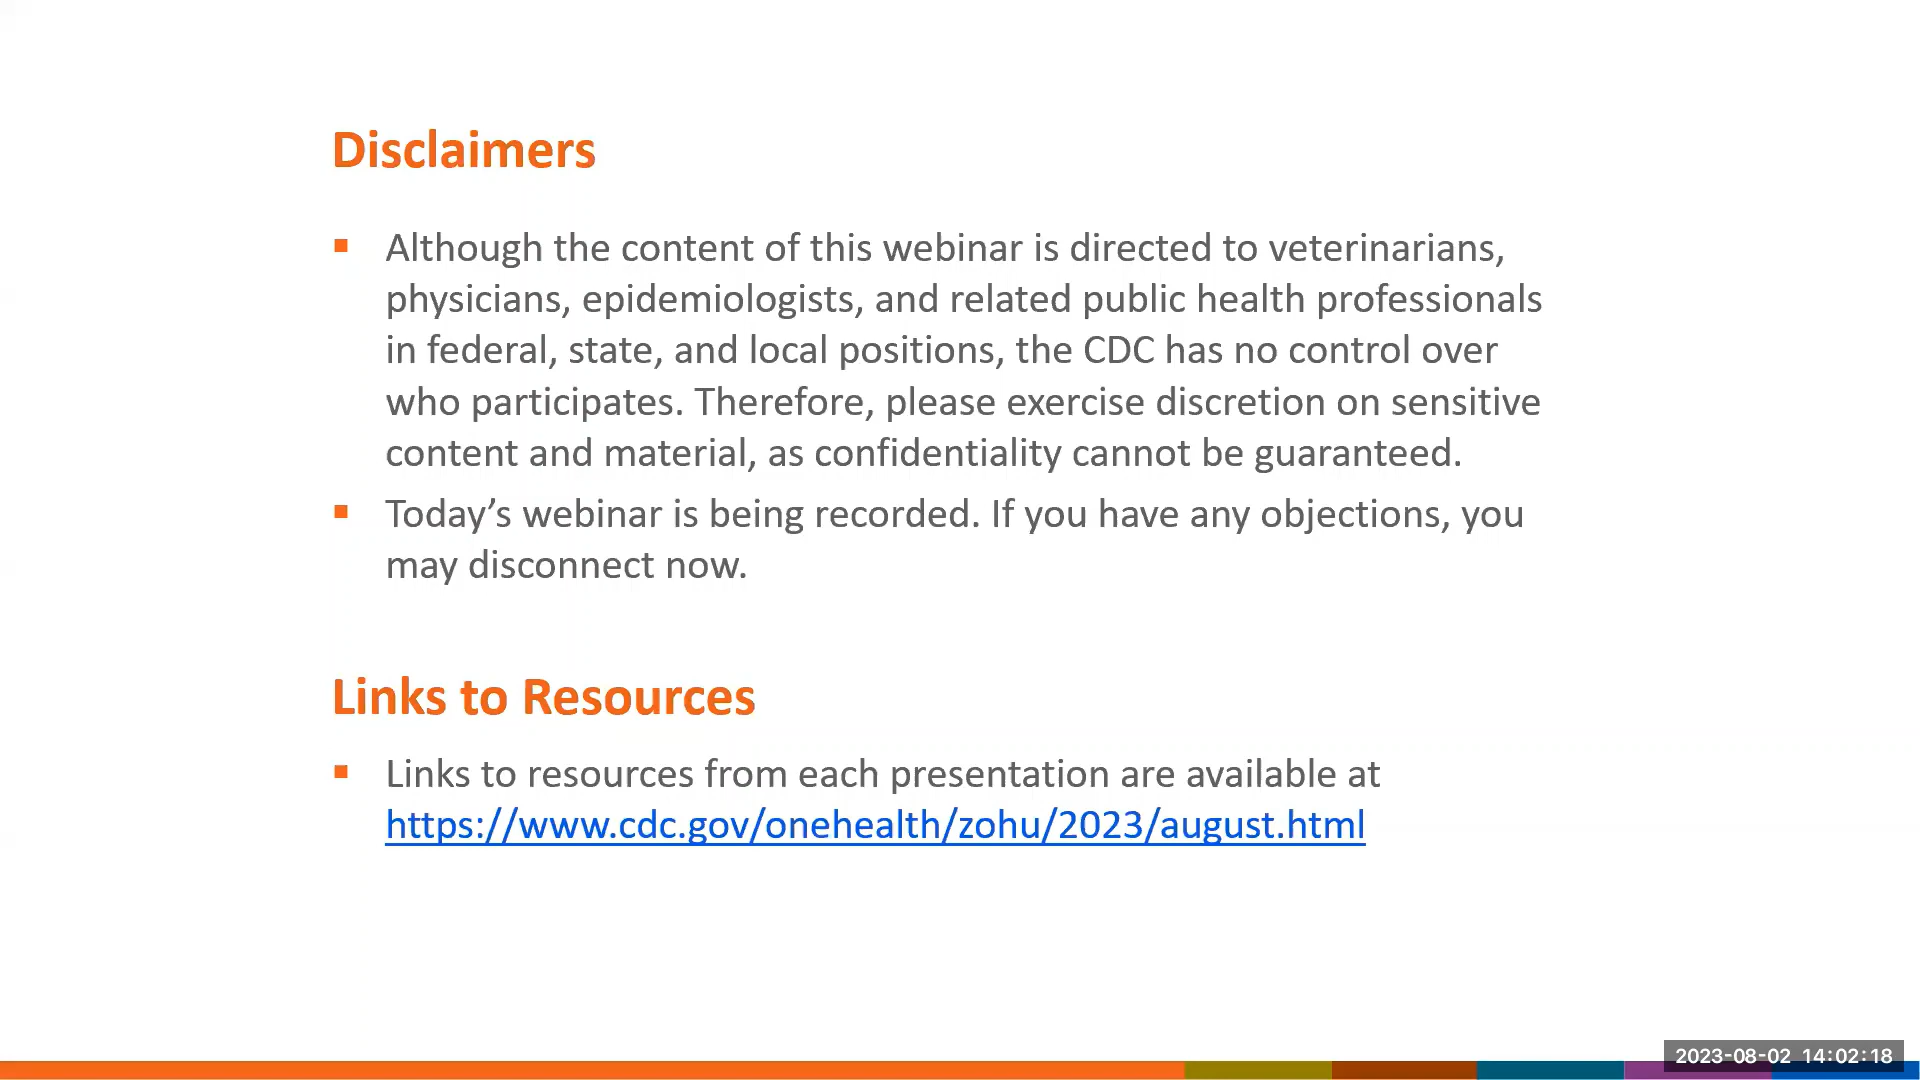 Disclaimers
▪ Although the content of this webinar is directed to veterinarians,
physicians, epidemiologists, and related public health professionals
in federal, state, and local positions, the CDC has no control over
who participates. Therefore, please exercise discretion on sensitive
content and material, as confidentiality cannot be guaranteed.
▪ Today’s webinar is being recorded. If you have any objections, you
may disconnect now.
Links to Resources
▪ Links to resources from each presentation are available at
https://www.cdc.gov/onehealth/zohu/2023/august.html
2023-08-02 14:02:18